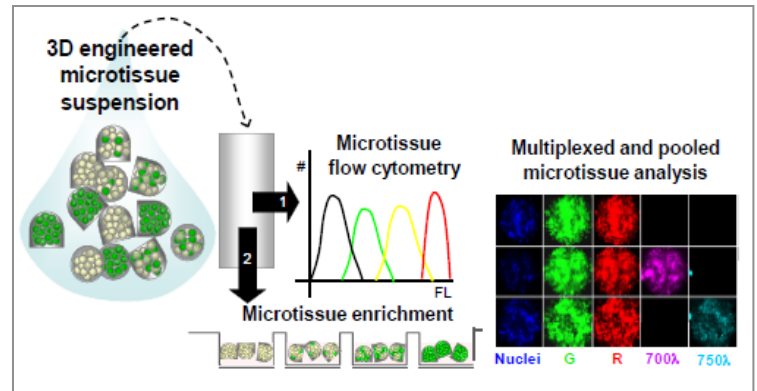 3D engineered
microtissue
suspension
1
2
Microtissue
flow cytometry
#
FL
Microtissue enrichment
Multiplexed and pooled
microtissue analysis
Nuclei G R 700λ 750λ